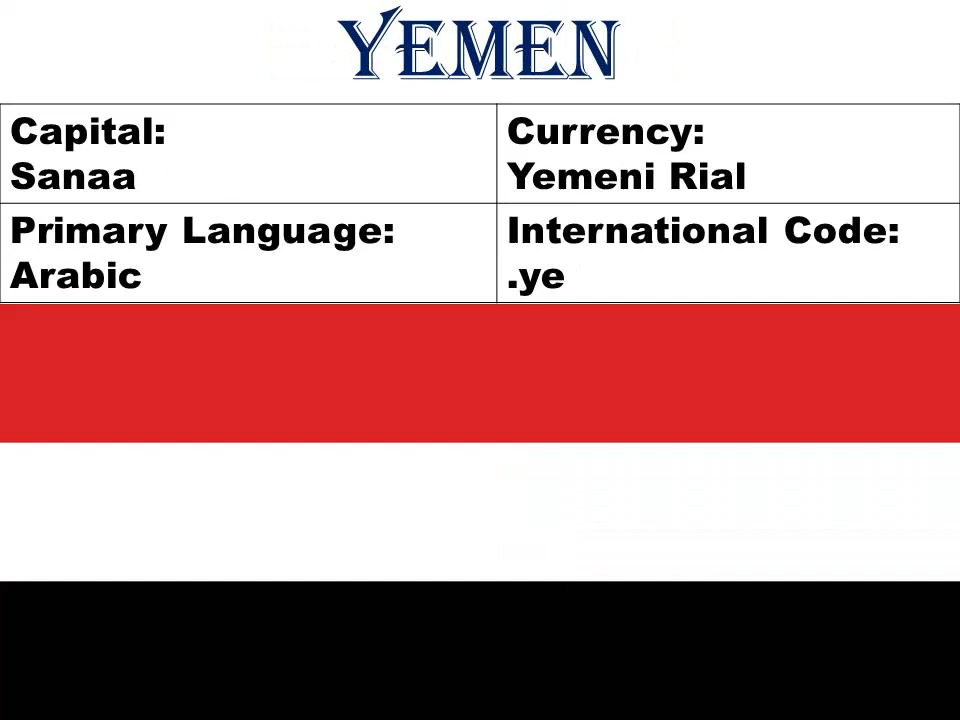 YEMEN
Capital:
Sanaa
Currency:
Yemeni Rial
Primary Language:
Arabic
International Code:
.ye